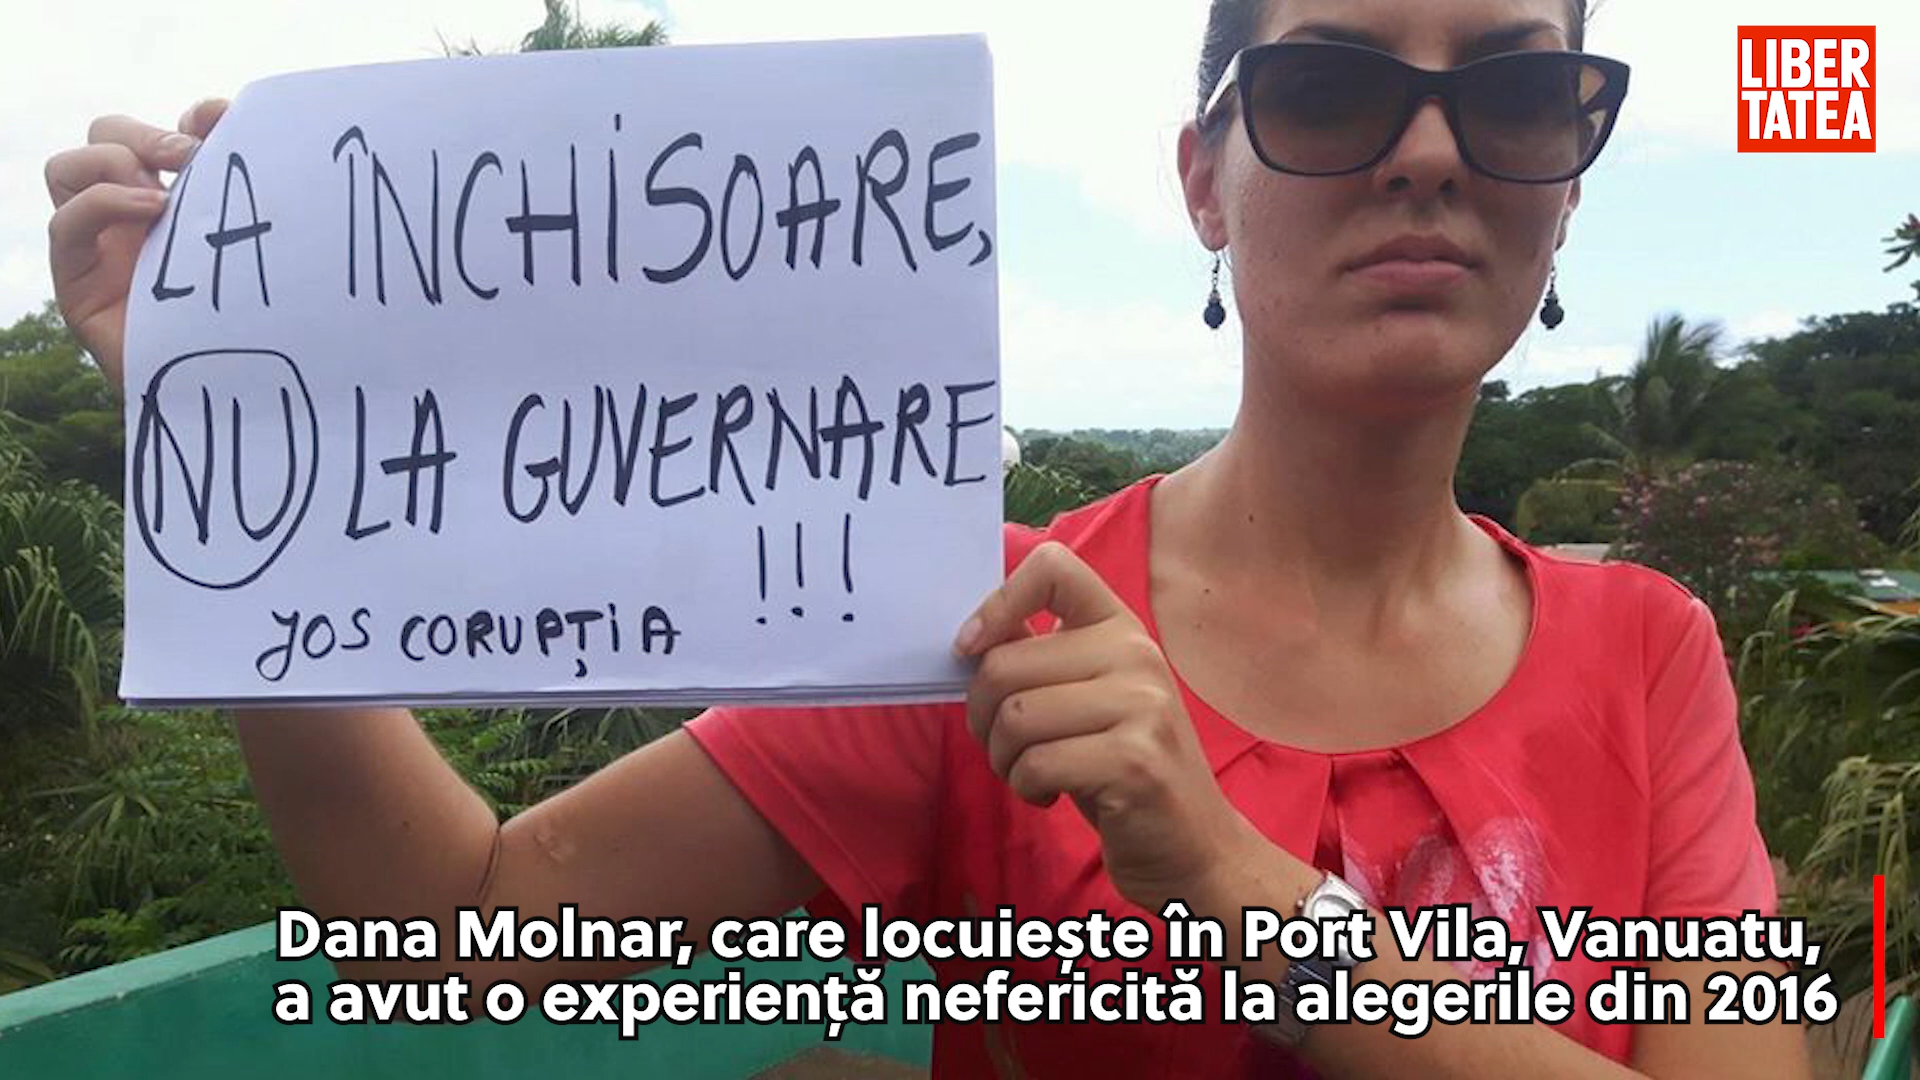 LIBER
TATEA
LA ÎNCHISOARE,
NU LA GUVERNARE
!!!
JOS CORUPȚIA
Dana Molnar, care locuiește în Port Vila, Vanuatu,
a avut o experiență nefericită la alegerile din 2016